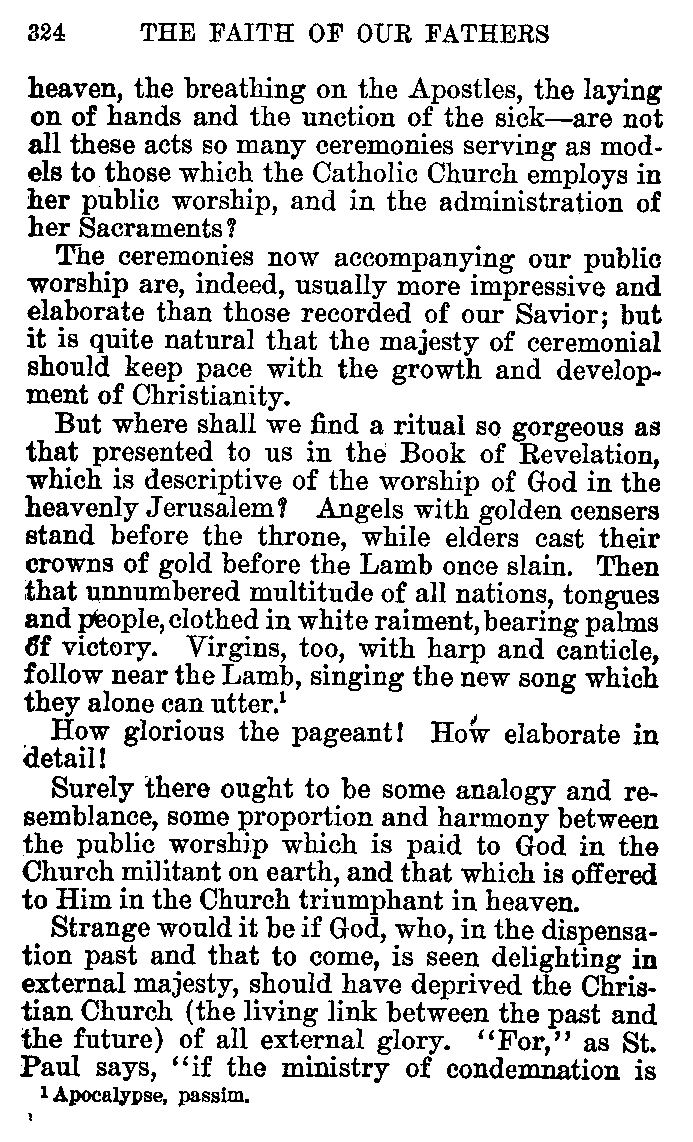 324 THE FAITH OF OUR FATHERS
heaven, the breathing on the Apostles, the laying
on of hands and the unction of the sick—are not
all these acts so many ceremonies serving as mod-
els to those which the Catholic Church employs in
her public worship, and in the administration of
her Sacraments?
The ceremonies now accompanying our public
worship are, indeed, usually more impressive and
elaborate than those recorded of our Savior; but
it is quite natural that the majesty of ceremonial
should keep pace with the growth and develop-
ment of Christianity.
But where shall we find a ritual so gorgeous as
that presented to us in the Book of Revelation,
which is descriptive of the worship of God in the
heavenly Jerusalem? Angels with golden censers
stand before the throne, while elders cast their
crowns of gold before the Lamb once slain. Then
that unnumbered multitude of all nations, tongues
and people, clothed in white raiment, bearing palms
of victory. Virgins, too, with harp and canticle,
follow near the Lamb, singing the new song which
they alone can utter.¹
How glorious the pageant! How elaborate in
detail!
Surely there ought to be some analogy and re-
semblance, some proportion and harmony between
the public worship which is paid to God in the
Church militant on earth, and that which is offered
to Him in the Church triumphant in heaven.
Strange would it be if God, who, in the dispensa-
tion past and that to come, is seen delighting in
external majesty, should have deprived the Chris-
tian Church (the living link between the past and
the future) of all external glory. "For," as St.
Paul says, "if the ministry of condemnation is
¹ Apocalypse, passim.